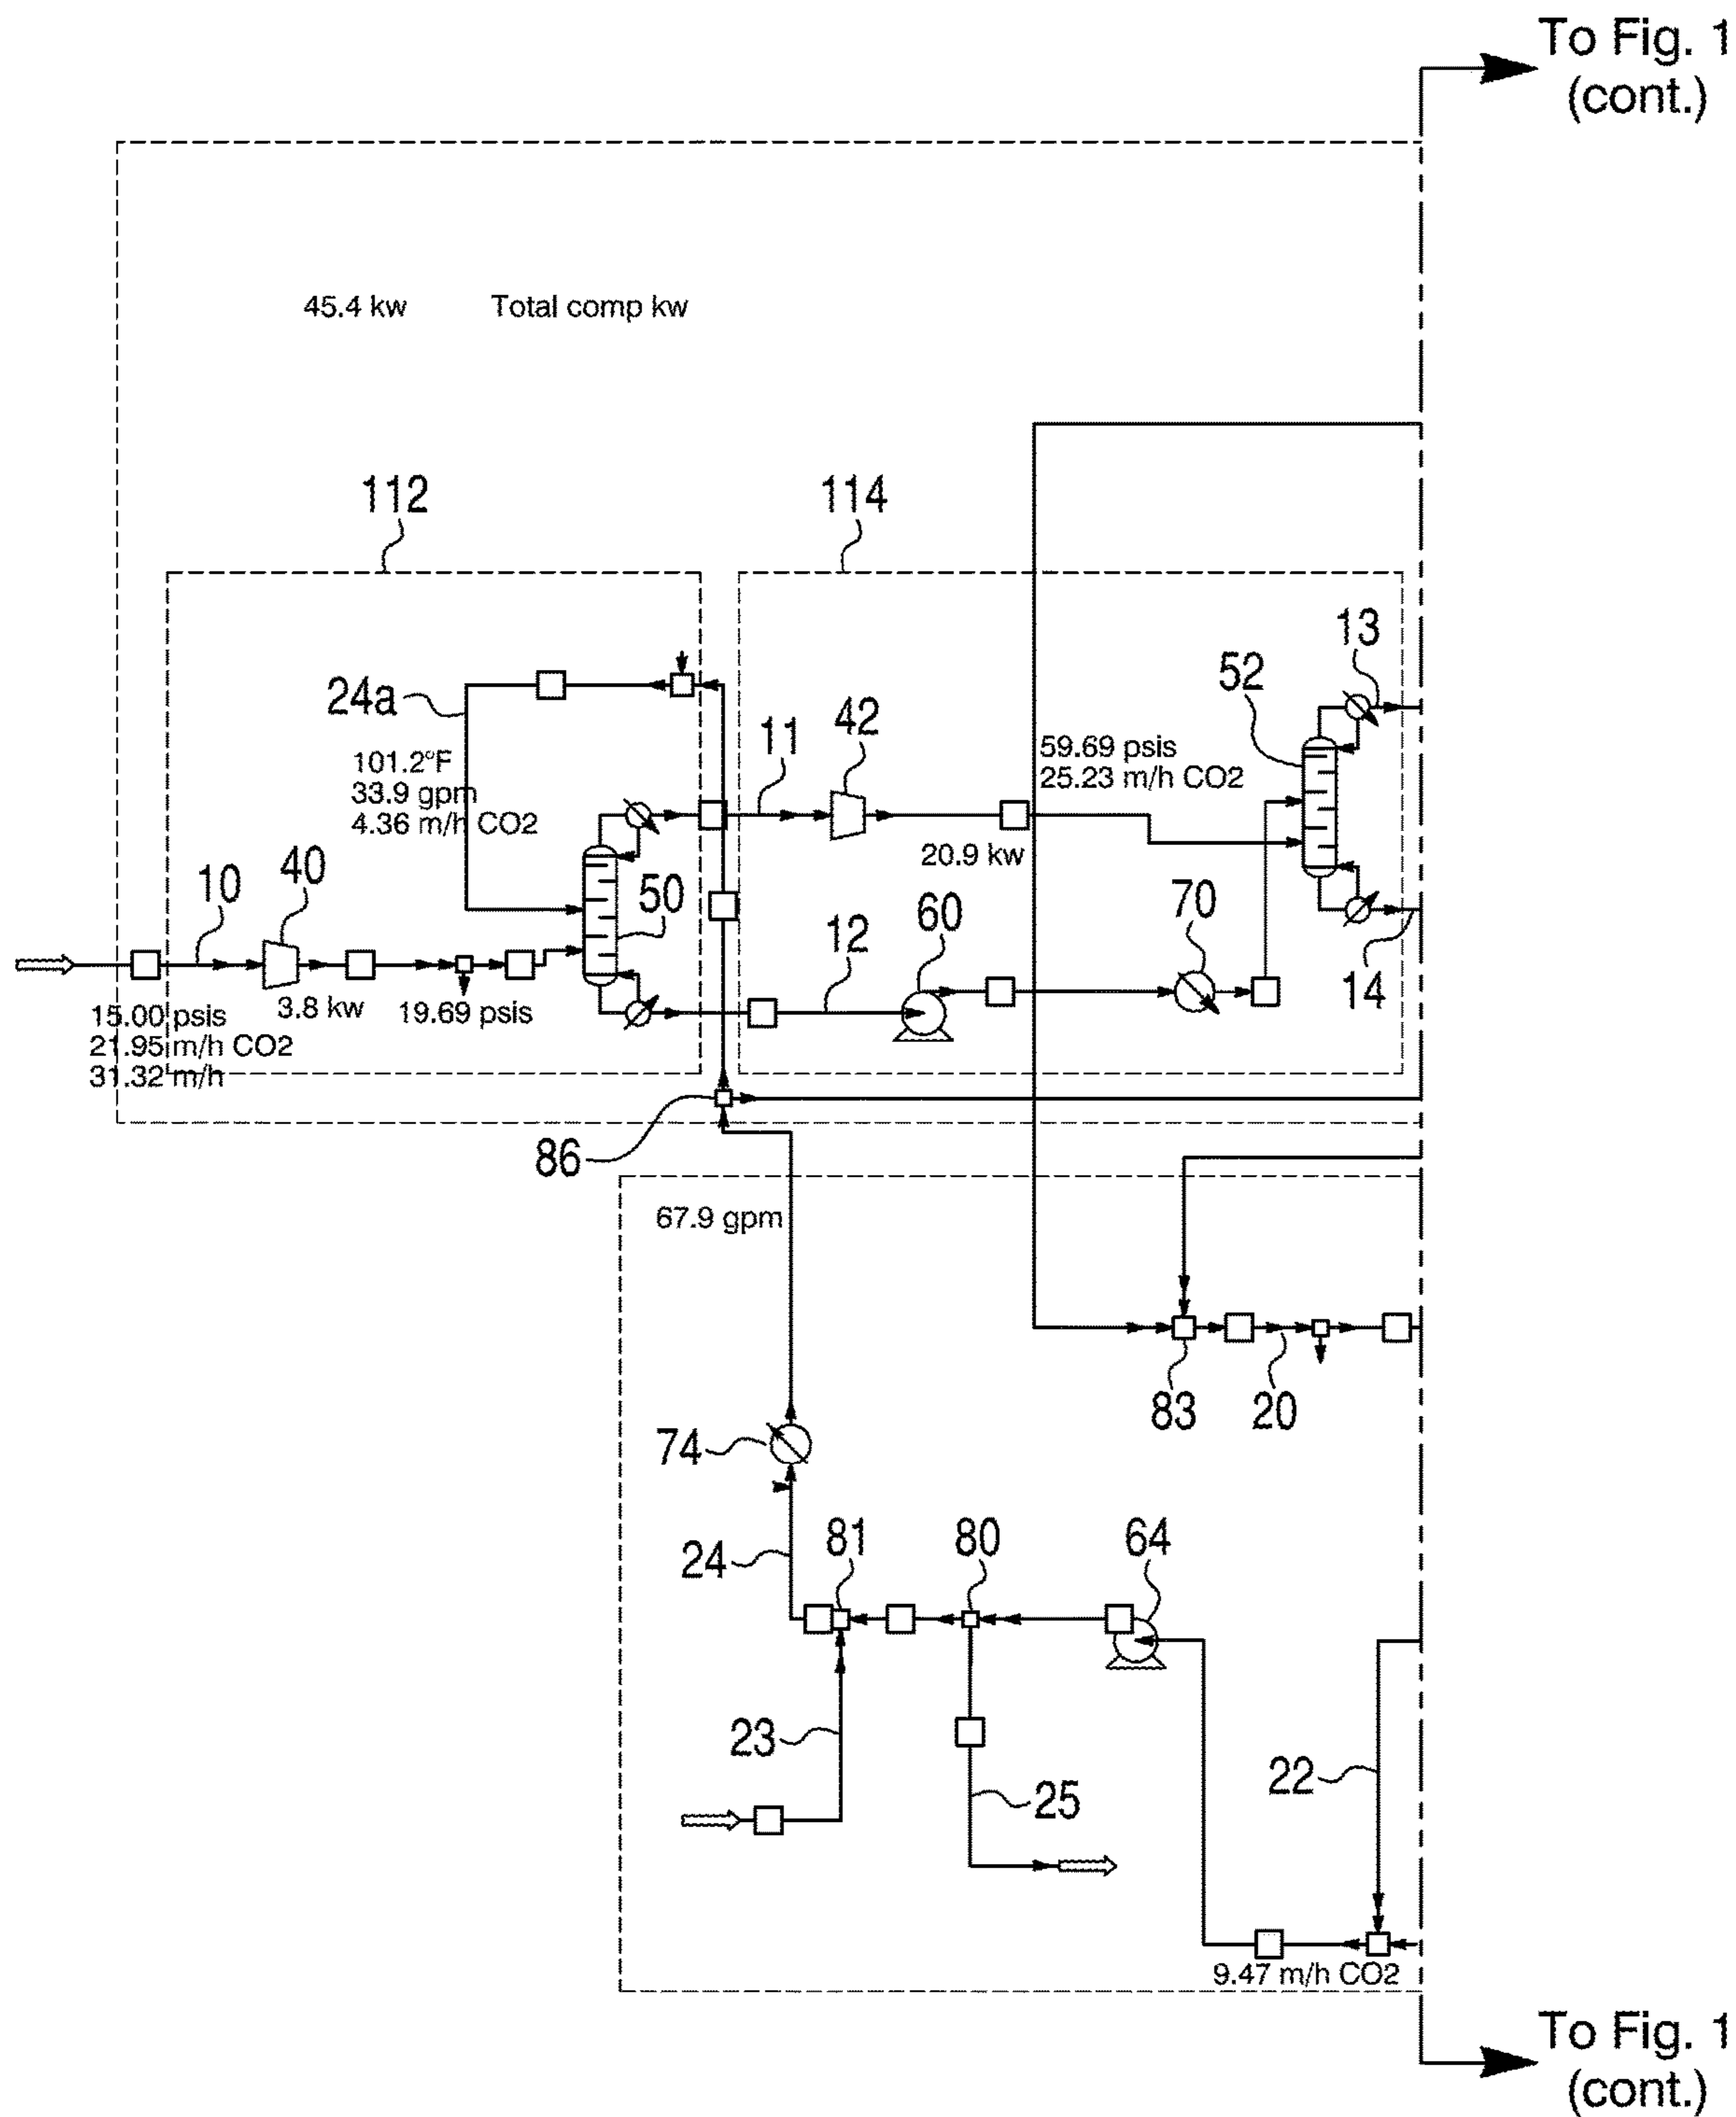 To Fig. 1
(cont.)
45.4 kw Total comp kw
112
114
13
52
24a
42
11
59.69 psis
25.23 m/h CO2
101.2°F
33.9 gpm
4.36 m/h CO2
20.9 kw
40
10
50
60
70
12
14
15.00 psis
21.95 m/h CO2
31.32 m/h
3.8 kw
19.69 psis
86
67.9 gpm
83
20
74
81
80
64
24
23
22
25
9.47 m/h CO2
To Fig. 1
(cont.)